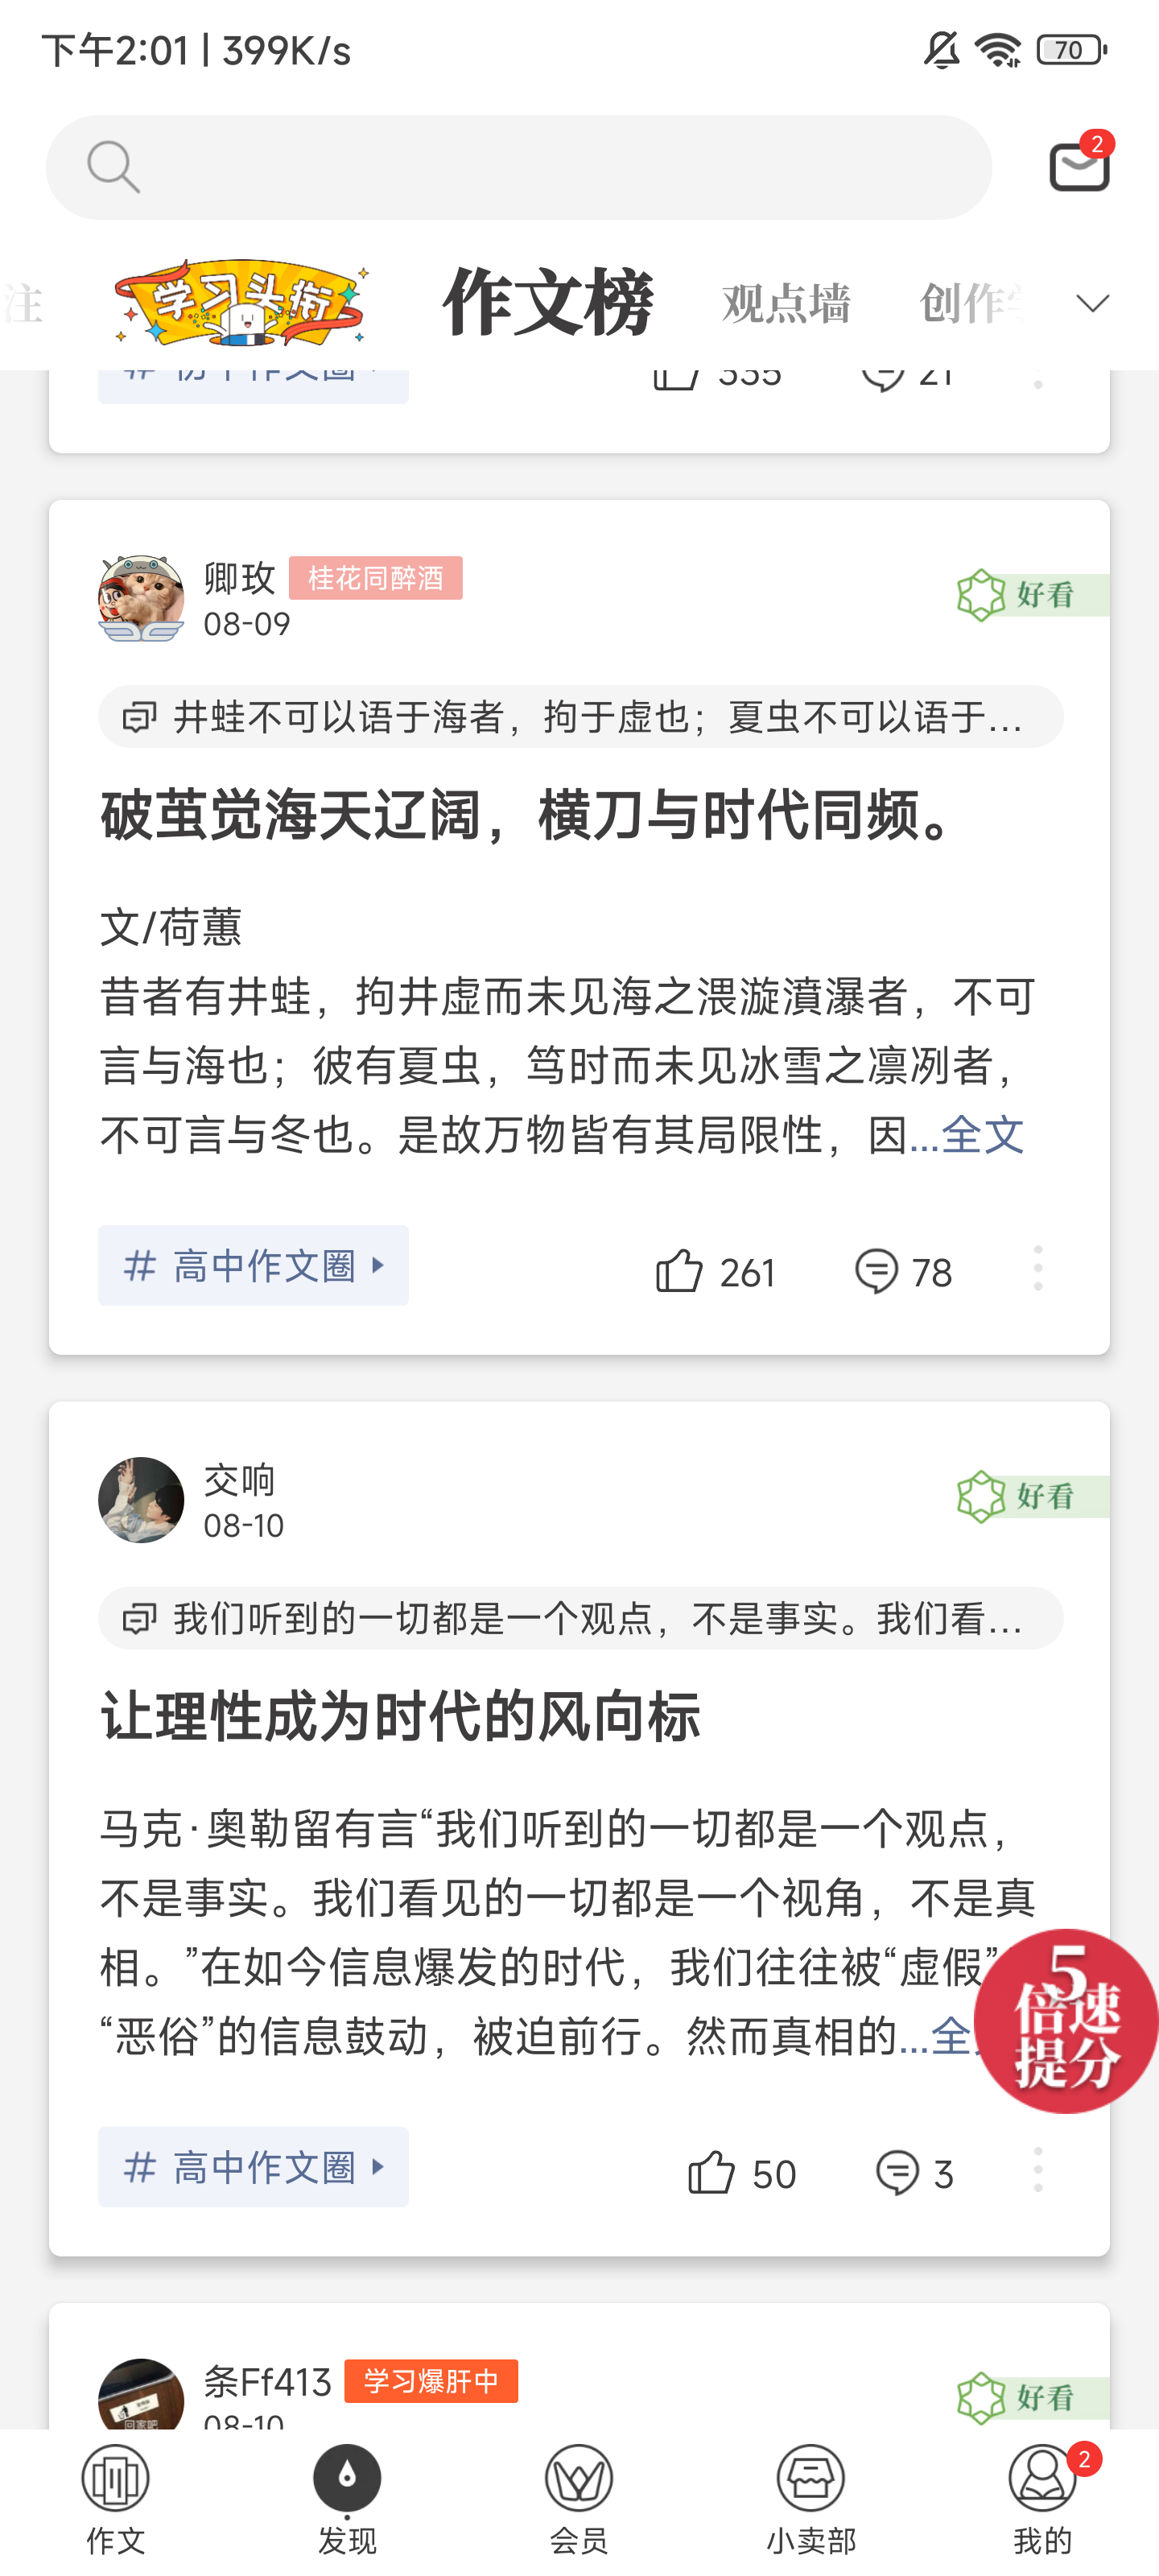 下午2:01 | 399K/s
70
2
注
学习头衔
作文榜
观点墙
创作
335
21
卿玫
桂花同醉酒
08-09
好看
井蛙不可以语于海者，拘于虚也；夏虫不可以语于...
破茧觉海天辽阔，横刀与时代同频。
文/荷蕙
昔者有井蛙，拘井虚而未见海之渨漩濆瀑者，不可
言与海也；彼有夏虫，笃时而未见冰雪之凛冽者，
不可言与冬也。是故万物皆有其局限性，因...全文
# 高中作文圈
261
78
交响
08-10
好看
我们听到的一切都是一个观点，不是事实。我们看...
让理性成为时代的风向标
马克·奥勒留有言“我们听到的一切都是一个观点，
不是事实。我们看见的一切都是一个视角，不是真
相。”在如今信息爆发的时代，我们往往被“虚假”
“恶俗”的信息鼓动，被迫前行。然而真相的...全
5
倍速
提分
# 高中作文圈
50
3
条Ff413
学习爆肝中
08-10
好看
回家吧
作文
发现
会员
小卖部
2
我的